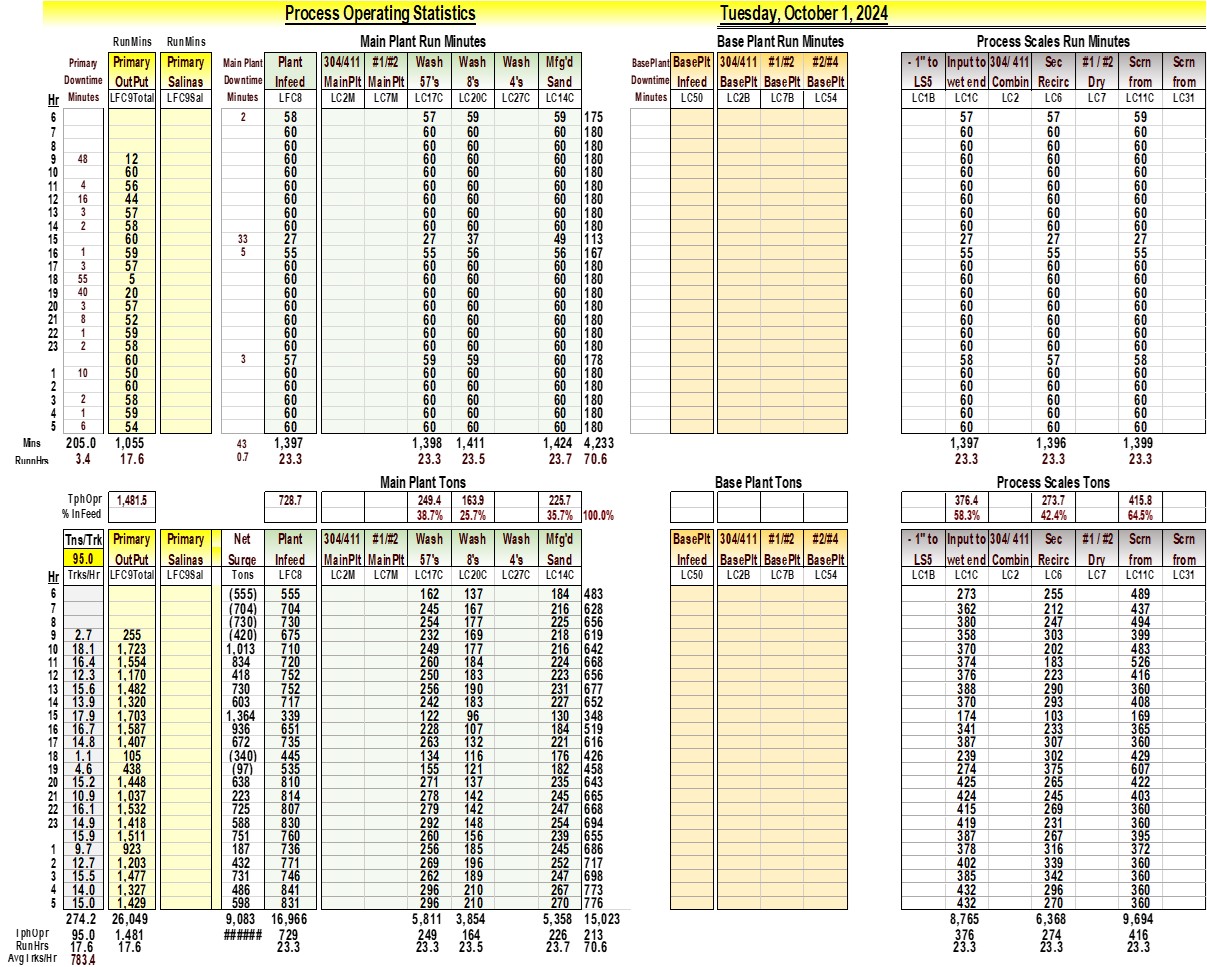 Process Operating Statistics Tuesday, October 1, 2024
RunMins RunMins Main Plant Run Minutes Base Plant Run Minutes Process Scales Run Minutes
Primary Primary Primary Main Plant Plant 304/411 #1/#2 Wash Wash Wash Mfg'd BasePlant BasePlt 304/411 #1/#2 #2/#4 - 1" to Input to 304/ 411 Sec #1 / #2 Scrn Scrn
Downtime OutPut Salinas Downtime Infeed MainPlt MainPlt 57's 8's 4's Sand Downtime Infeed BasePlt BasePlt BasePlt LS5 wet end Combin Recirc Dry from from
Hr Minutes LFC9Total LFC9Sal Minutes LFC8 LC2M LC7M LC17C LC20C LC27C LC14C Minutes LC50 LC2B LC7B LC54 LC1B LC1C LC2 LC6 LC7 LC11C LC31
6 2 58 57 59 59 175 57 57 59
7 60 60 60 60 180 60 60 60
8 60 60 60 60 180 60 60 60
9 48 12 60 60 60 60 180 60 60 60
10 60 60 60 60 60 180 60 60 60
11 4 56 60 60 60 60 180 60 60 60
12 16 44 60 60 60 60 180 60 60 60
13 3 57 60 60 60 60 180 60 60 60
14 2 58 60 60 60 60 180 60 60 60
15 60 33 27 27 37 49 113 27 27 27
16 1 59 5 55 55 56 56 167 55 55 55
17 3 57 60 60 60 60 180 60 60 60
18 55 5 60 60 60 60 180 60 60 60
19 40 20 60 60 60 60 180 60 60 60
20 3 57 60 60 60 60 180 60 60 60
21 8 52 60 60 60 60 180 60 60 60
22 1 59 60 60 60 60 180 60 60 60
23 2 58 60 60 60 60 180 60 60 60
60 3 57 59 59 60 178 58 57 58
1 10 50 60 60 60 60 180 60 60 60
2 60 60 60 60 60 180 60 60 60
3 2 58 60 60 60 60 180 60 60 60
4 1 59 60 60 60 60 180 60 60 60
5 6 54 60 60 60 60 180 60 60 60
Mins 205.0 1,055 43 1,397 1,398 1,411 1,424 4,233 1,397 1,396 1,399
RunnHrs 3.4 17.6 0.7 23.3 23.3 23.5 23.7 70.6 23.3 23.3 23.3
Main Plant Tons Base Plant Tons Process Scales Tons
TphOpr 1,481.5 728.7 249.4 163.9 225.7 376.4 273.7 415.8
% InFeed 38.7% 25.7% 35.7% 100.0% 58.3% 42.4% 64.5%
Tns/Trk Primary Primary Net Plant 304/411 #1/#2 Wash Wash Wash Mfg'd BasePlt 304/411 #1/#2 #2/#4 - 1" to Input to 304/ 411 Sec #1 / #2 Scrn Scrn
95.0 OutPut Salinas Surge Infeed MainPlt MainPlt 57's 8's 4's Sand Infeed BasePlt BasePlt BasePlt LS5 wet end Combin Recirc Dry from from
Hr Trks/Hr LFC9Total LFC9Sal Tons LFC8 LC2M LC7M LC17C LC20C LC27C LC14C LC50 LC2B LC7B LC54 LC1B LC1C LC2 LC6 LC7 LC11C LC31
6 (555) 555 162 137 184 483 273 255 489
7 (704) 704 245 167 216 628 362 212 437
8 (730) 730 254 177 225 656 380 247 494
9 2.7 255 (420) 675 232 169 218 619 358 303 399
10 18.1 1,723 1,013 710 249 177 216 642 370 202 483
11 16.4 1,554 834 720 260 184 224 668 374 183 526
12 12.3 1,170 418 752 250 183 223 656 376 223 416
13 15.6 1,482 730 752 256 190 231 677 388 290 360
14 13.9 1,320 603 717 242 183 227 652 370 293 408
15 17.9 1,703 1,364 339 122 96 130 348 174 103 169
16 16.7 1,587 936 651 228 107 184 519 341 233 365
17 14.8 1,407 672 735 263 132 221 616 387 307 360
18 1.1 105 (340) 445 134 116 176 426 239 302 429
19 4.6 438 (97) 535 155 121 182 458 274 375 607
20 15.2 1,448 638 810 271 137 235 643 425 265 422
21 10.9 1,037 223 814 278 142 245 665 424 245 403
22 16.1 1,532 725 807 279 142 247 668 415 269 360
23 14.9 1,418 588 830 292 148 254 694 419 231 360
15.9 1,511 751 760 260 156 239 655 387 267 395
1 9.7 923 187 736 256 185 245 686 378 316 372
2 12.7 1,203 432 771 269 196 252 717 402 339 360
3 15.5 1,477 731 746 262 189 247 698 385 342 360
4 14.0 1,327 486 841 296 210 267 773 432 296 360
5 15.0 1,429 598 831 296 210 270 776 432 270 360
274.2 26,049 9,083 16,966 5,811 3,854 5,358 15,023 8,765 6,368 9,694
TphOpr 95.0 1.481 ###### 729 249 164 226 213 376 274 416
RunHrs 17.6 17.6 23.3 23.3 23.5 23.7 70.6 23.3 23.3 23.3
Avg Trks/Hr 783.4